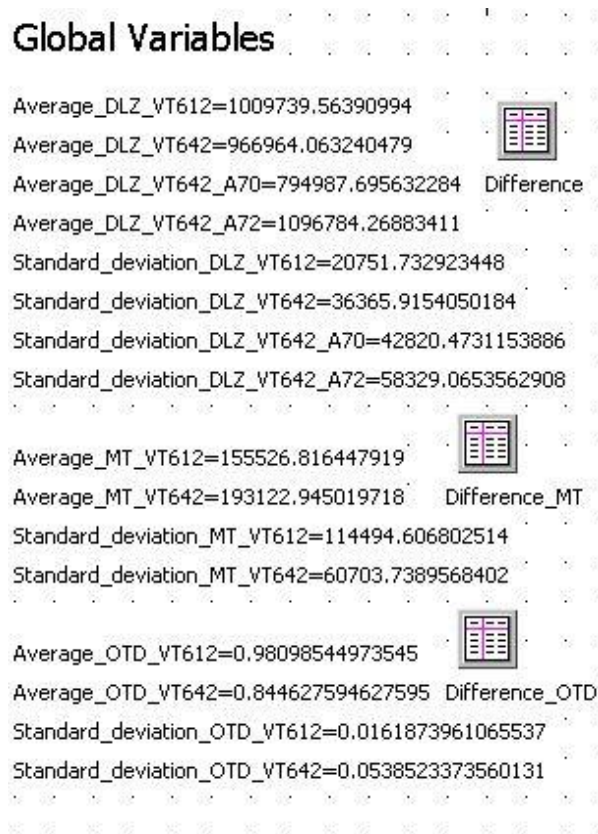 Global Variables
Average_DLZ_VT612=1009739.56390994
Average_DLZ_VT642=966964.063240479
Average_DLZ_VT642_A70=794987.695632284 Difference
Average_DLZ_VT642_A72=1096784.26883411
Standard_deviation_DLZ_VT612=20751.732923448
Standard_deviation_DLZ_VT642=36365.9154050184
Standard_deviation_DLZ_VT642_A70=42820.4731153886
Standard_deviation_DLZ_VT642_A72=58329.0653562908
Average_MT_VT612=155526.816447919
Average_MT_VT642=193122.945019718 Difference_MT
Standard_deviation_MT_VT612=114494.606802514
Standard_deviation_MT_VT642=60703.7389568402
Average_OTD_VT612=0.98098544973545
Average_OTD_VT642=0.844627594627595 Difference_OTD
Standard_deviation_OTD_VT612=0.0161873961065537
Standard_deviation_OTD_VT642=0.0538523373560131